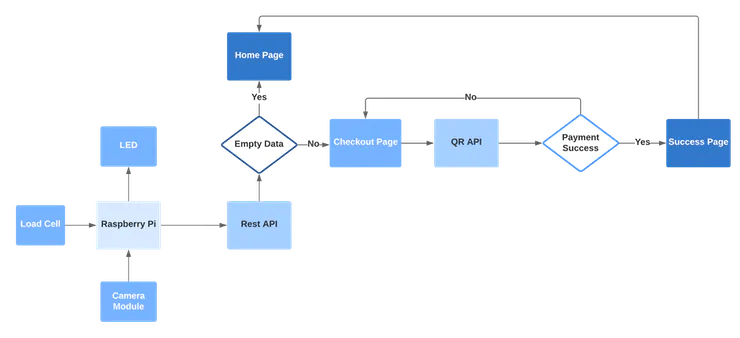 Home Page
Yes
No
LED
Empty Data
No
Checkout Page
QR API
Payment
Success
Yes
Success Page
Load Cell
Raspberry Pi
Rest API
Camera
Module